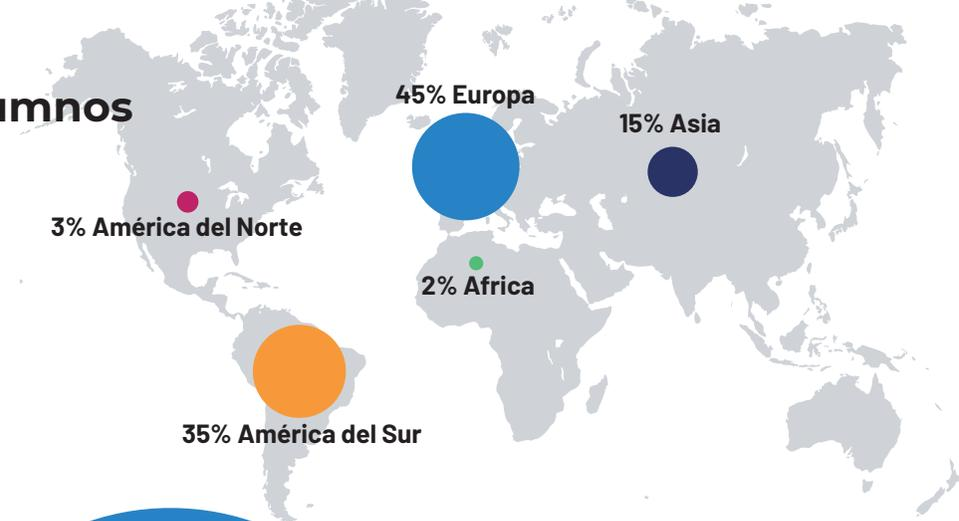 umnos
45% Europa
15% Asia
3% América del Norte
2% Africa
35% América del Sur